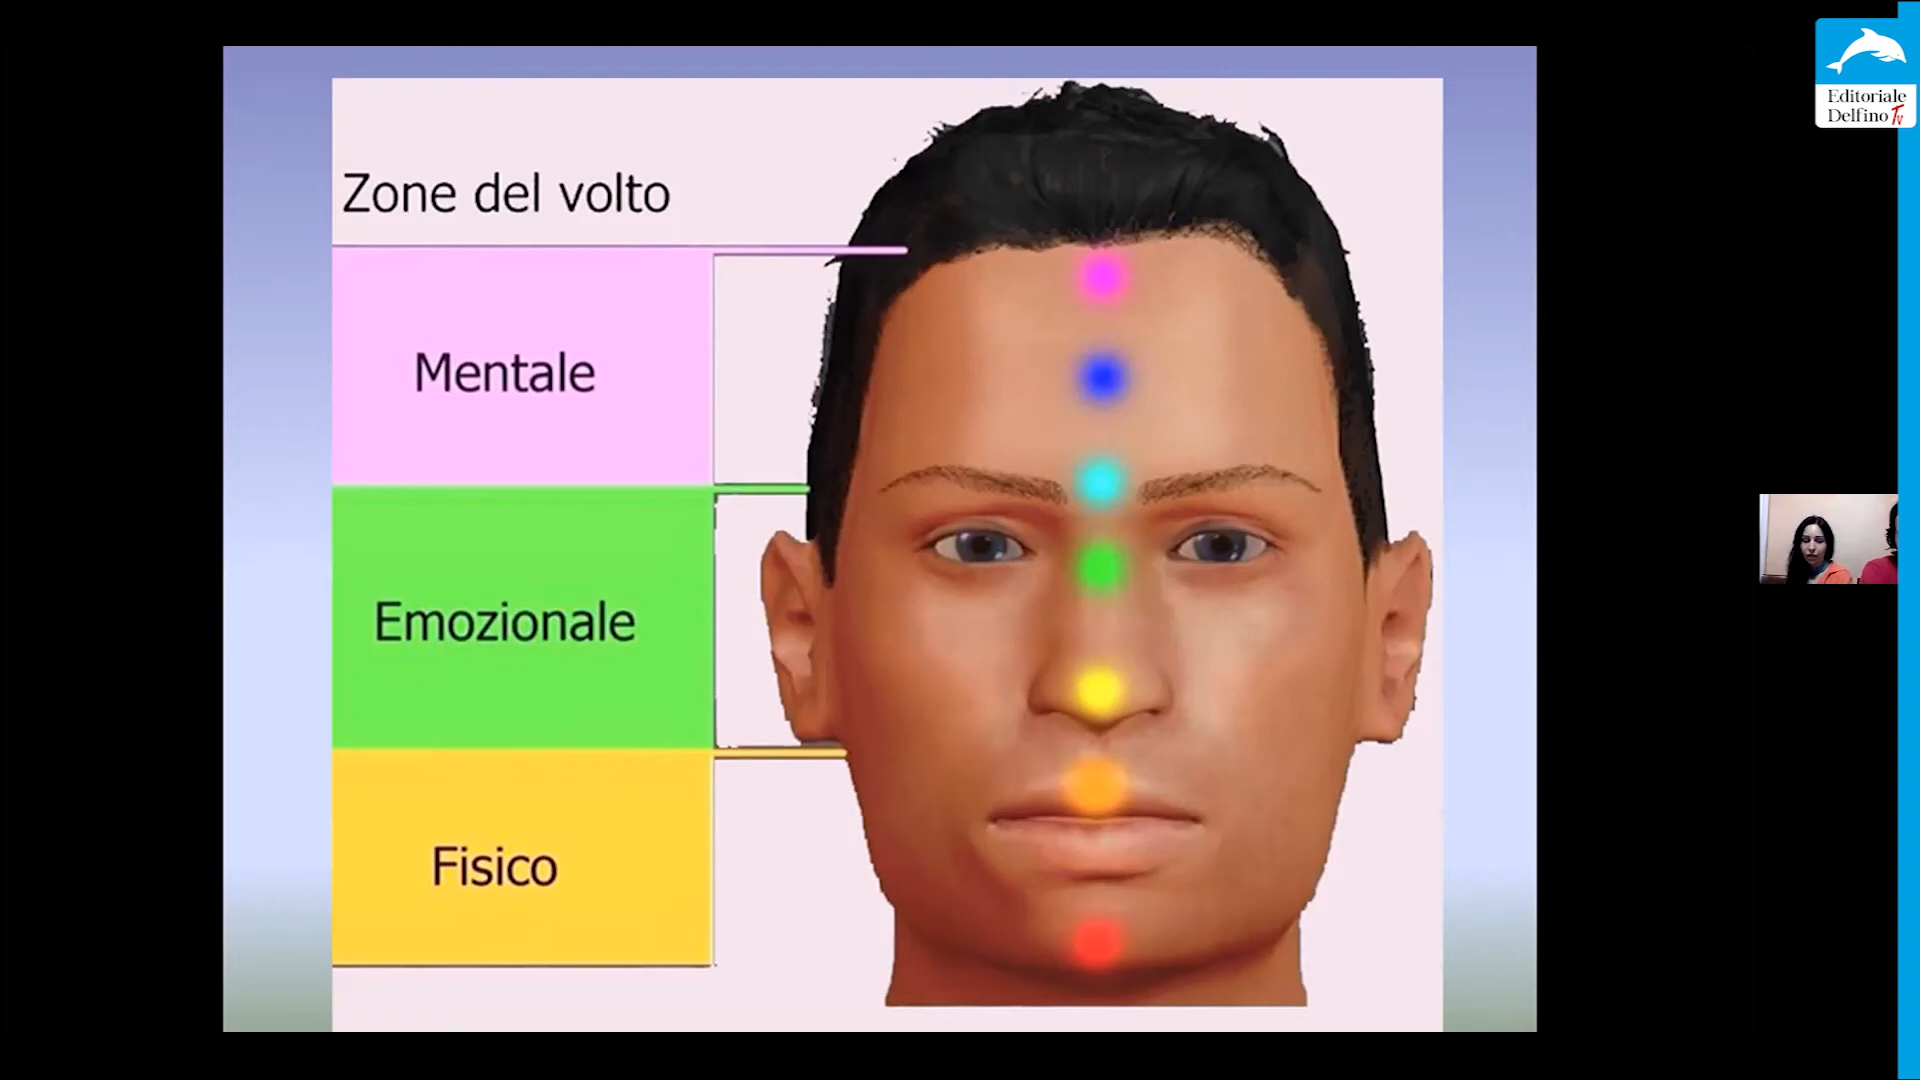 Editoriale
Delfino Tv
Zone del volto
Mentale
Emozionale
Fisico